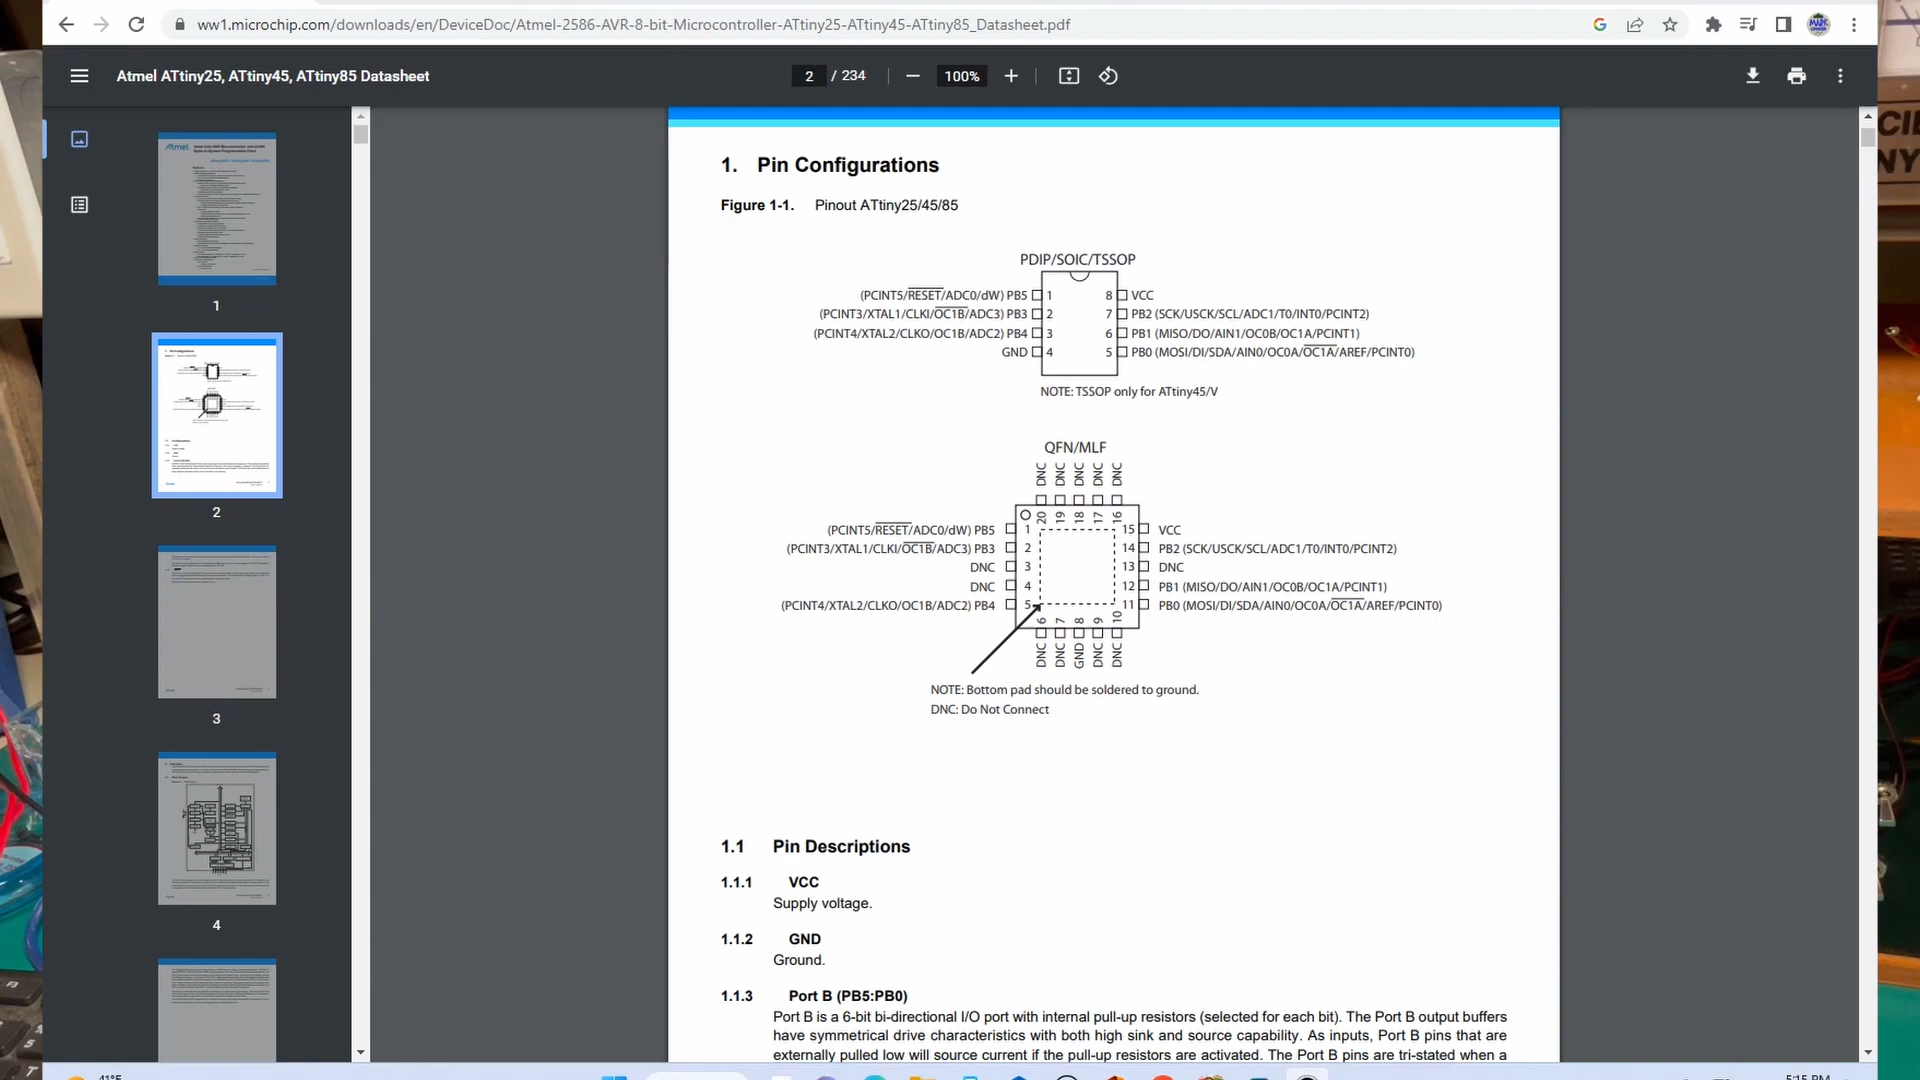 ww1.microchip.com/downloads/en/DeviceDoc/Atmel-2586-AVR-8-bit-Microcontroller-ATtiny25-ATtiny45-ATtiny85_Datasheet.pdf
Atmel ATtiny25, ATtiny45, ATtiny85 Datasheet
2 / 234
100%
Atmel
1
2
3
4
1. Pin Configurations
Figure 1-1. Pinout ATtiny25/45/85
PDIP/SOIC/TSSOP
(PCINT5/RESET/ADC0/dW) PB5 1 8 VCC
(PCINT3/XTAL1/CLKI/OC1B/ADC3) PB3 2 7 PB2 (SCK/USCK/SCL/ADC1/T0/INT0/PCINT2)
(PCINT4/XTAL2/CLKO/OC1B/ADC2) PB4 3 6 PB1 (MISO/DO/AIN1/OC0B/OC1A/PCINT1)
GND 4 5 PB0 (MOSI/DI/SDA/AIN0/OC0A/OC1A/AREF/PCINT0)
NOTE: TSSOP only for ATtiny45/V
QFN/MLF
DNC DNC DNC DNC DNC
20 19 18 17 16
(PCINT5/RESET/ADC0/dW) PB5 1 15 VCC
(PCINT3/XTAL1/CLKI/OC1B/ADC3) PB3 2 14 PB2 (SCK/USCK/SCL/ADC1/T0/INT0/PCINT2)
DNC 3 13 DNC
DNC 4 12 PB1 (MISO/DO/AIN1/OC0B/OC1A/PCINT1)
(PCINT4/XTAL2/CLKO/OC1B/ADC2) PB4 5 11 PB0 (MOSI/DI/SDA/AIN0/OC0A/OC1A/AREF/PCINT0)
6 7 8 9 10
DNC DNC GND DNC DNC
NOTE: Bottom pad should be soldered to ground.
DNC: Do Not Connect
1.1 Pin Descriptions
1.1.1 VCC
Supply voltage.
1.1.2 GND
Ground.
1.1.3 Port B (PB5:PB0)
Port B is a 6-bit bi-directional I/O port with internal pull-up resistors (selected for each bit). The Port B output buffers
have symmetrical drive characteristics with both high sink and source capability. As inputs, Port B pins that are
externally pulled low will source current if the pull-up resistors are activated. The Port B pins are tri-stated when a
41°F
5:15 PM